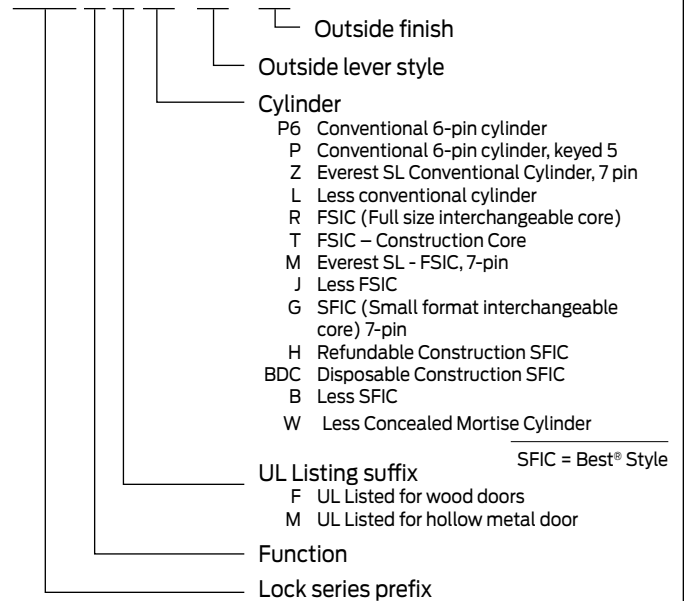 Outside finish
Outside lever style
Cylinder
P6 Conventional 6-pin cylinder
P Conventional 6-pin cylinder, keyed 5
Z Everest SL Conventional Cylinder, 7 pin
L Less conventional cylinder
R FSIC (Full size interchangeable core)
T FSIC – Construction Core
M Everest SL - FSIC, 7-pin
J Less FSIC
G SFIC (Small format interchangeable
core) 7-pin
H Refundable Construction SFIC
BDC Disposable Construction SFIC
B Less SFIC
W Less Concealed Mortise Cylinder
SFIC = Best® Style
UL Listing suffix
F UL Listed for wood doors
M UL Listed for hollow metal door
Function
Lock series prefix